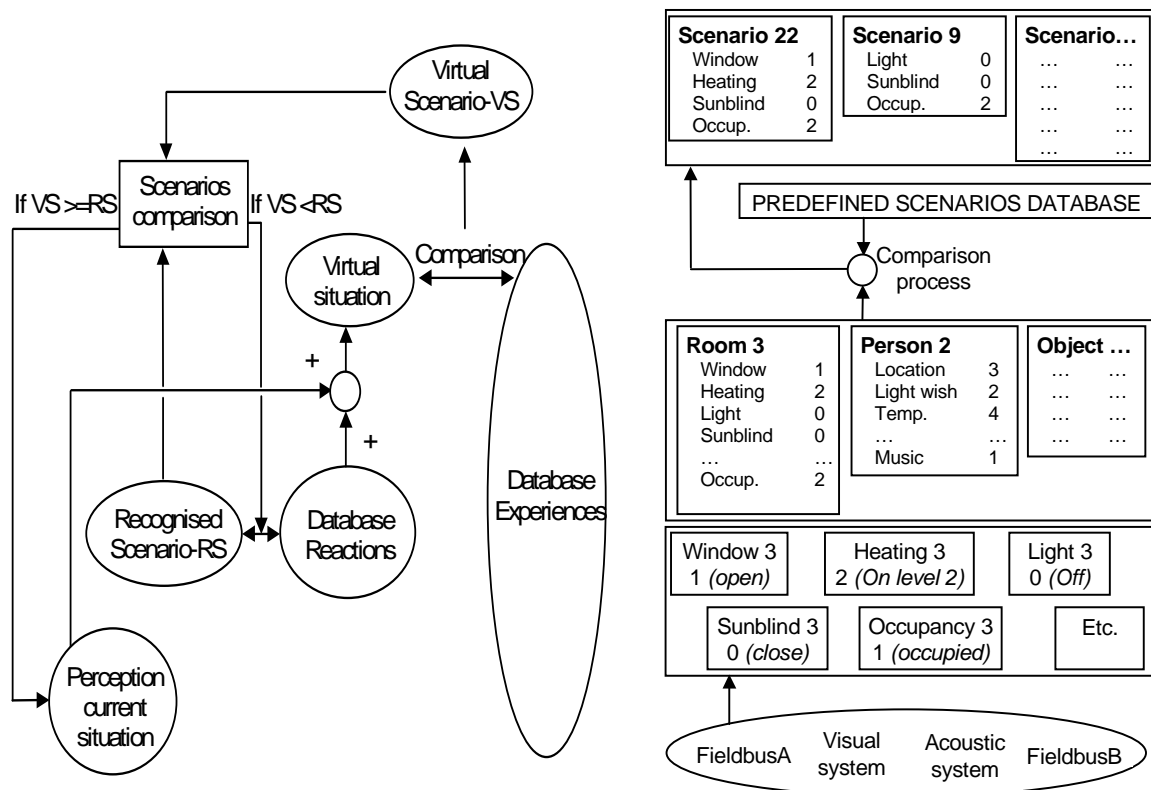 Virtual
Scenario-VS
Scenarios
comparison
If VS >=RS
If VS <RS
Comparison
Virtual
situation
+
+
Database
Experiences
Recognised
Scenario-RS
Database
Reactions
Perception
current
situation
Scenario 22
Window 1
Heating 2
Sunblind 0
Occup. 2
Scenario 9
Light 0
Sunblind 0
Occup. 2
Scenario…
… …
… …
… …
… …
… …
PREDEFINED SCENARIOS DATABASE
Comparison
process
Room 3
Window 1
Heating 2
Light 0
Sunblind 0
… …
Occup. 2
Person 2
Location 3
Light wish 2
Temp. 4
… …
Music 1
Object …
… …
… …
… …
… …
Window 3
1 (open)
Heating 3
2 (On level 2)
Light 3
0 (Off)
Sunblind 3
0 (close)
Occupancy 3
1 (occupied)
Etc.
FieldbusA
Visual
system
Acoustic
system
FieldbusB